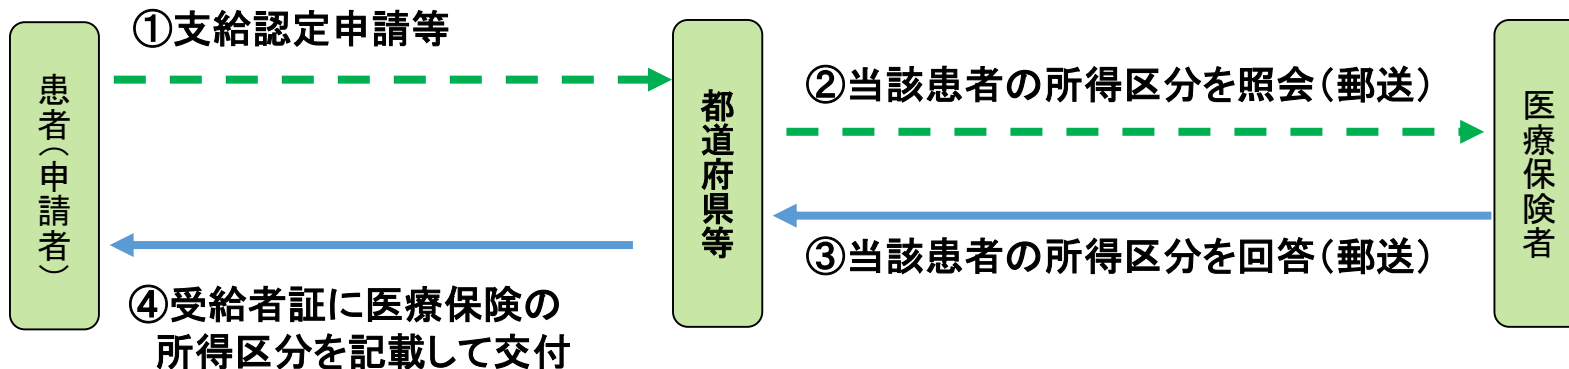 ①支給認定申請等
患者(申請者)
都道府県等
②当該患者の所得区分を照会(郵送)
医療保険者
③当該患者の所得区分を回答(郵送)
④受給者証に医療保険の
所得区分を記載して交付